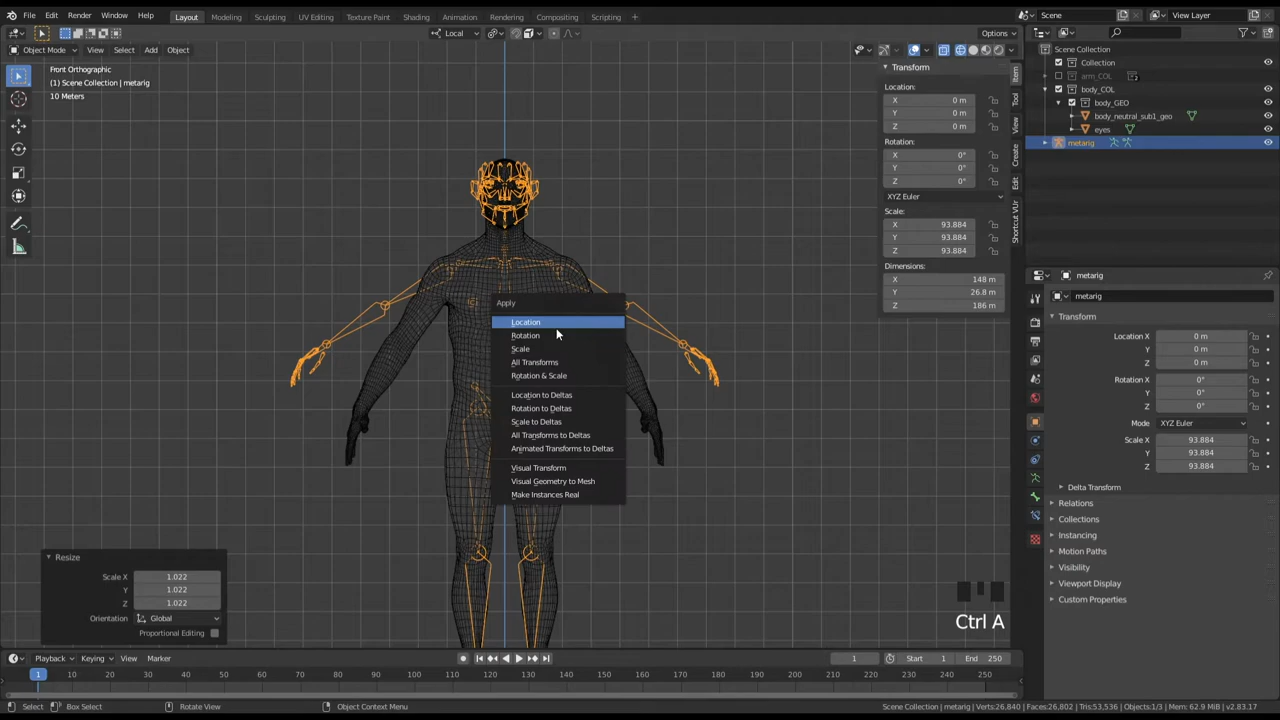 File Edit Render Window Help Layout Modeling Sculpting UV Editing Texture Paint Shading Animation Rendering Compositing Scripting + Scene View Layer
Local Options
Object Mode View Select Add Object
Front Orthographic
(1) Scene Collection | metarig
10 Meters
Transform
Location:
X 0 m
Y 0 m
Z 0 m
Rotation:
X 0°
Y 0°
Z 0°
XYZ Euler
Scale:
X 93.884
Y 93.884
Z 93.884
Dimensions:
X 148 m
Y 26.8 m
Z 186 m
Item
Tool
View
Create
Edit
Shortcut VUr
Scene Collection
Collection
arm_COL
body_COL
body_GEO
body_neutral_sub1_geo
eyes
metarig
metarig
metarig
Transform
Location X 0 m
Y 0 m
Z 0 m
Rotation X 0°
Y 0°
Z 0°
Mode XYZ Euler
Scale X 93.884
Y 93.884
Z 93.884
Delta Transform
Relations
Collections
Instancing
Motion Paths
Visibility
Viewport Display
Custom Properties
Apply
Location
Rotation
Scale
All Transforms
Rotation & Scale
Location to Deltas
Rotation to Deltas
Scale to Deltas
All Transforms to Deltas
Animated Transforms to Deltas
Visual Transform
Visual Geometry to Mesh
Make Instances Real
Resize
Scale X 1.022
Y 1.022
Z 1.022
Orientation Global
Proportional Editing
Ctrl A
Playback Keying View Marker 1 Start 1 End 250
1 10 20 30 40 50 60 70 80 90 100 110 120 130 140 150 160 170 180 190 200 210 220 230 240 250
Select Box Select Rotate View Object Context Menu Scene Collection | metarig | Verts:26,840 | Faces:26,802 | Tris:53,536 | Objects:1/3 | Mem: 62.9 MiB | v2.83.17